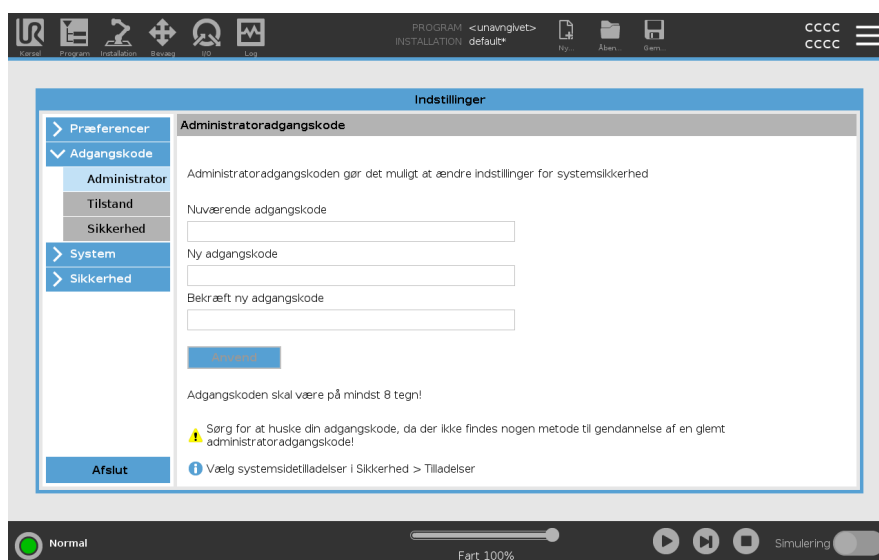 UR
Kørsel
Program
Installation
Bevæg
I/O
Log
PROGRAM <unavngivet>
INSTALLATION default*
Ny...
Åben...
Gem...
cccc
cccc
Indstillinger
Præferencer
Adgangskode
Administrator
Tilstand
Sikkerhed
System
Sikkerhed
Afslut
Administratoradgangskode
Administratoradgangskoden gør det muligt at ændre indstillinger for systemsikkerhed
Nuværende adgangskode
Ny adgangskode
Bekræft ny adgangskode
Anvend
Adgangskoden skal være på mindst 8 tegn!
Sørg for at huske din adgangskode, da der ikke findes nogen metode til gendannelse af en glemt
administratoradgangskode!
Vælg systemsidetilladelser i Sikkerhed > Tilladelser
Normal
Fart 100%
Simulering